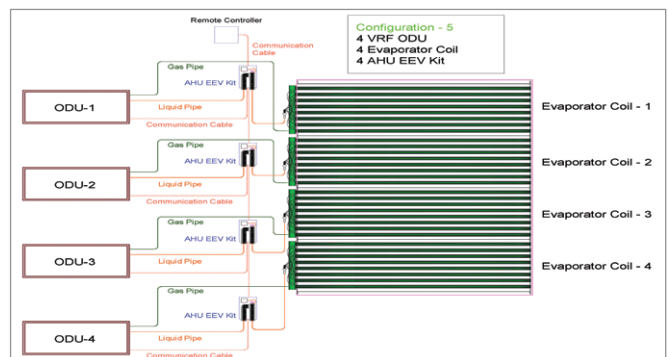 Remote Controller
Configuration - 5
4 VRF ODU
4 Evaporator Coil
4 AHU EEV Kit
Communication
Cable
Gas Pipe
AHU EEV Kit
ODU-1
Liquid Pipe
Communication Cable
Evaporator Coil - 1
Gas Pipe
AHU EEV Kit
ODU-2
Liquid Pipe
Communication Cable
Evaporator Coil - 2
Gas Pipe
AHU EEV Kit
ODU-3
Liquid Pipe
Communication Cable
Evaporator Coil - 3
Gas Pipe
AHU EEV Kit
ODU-4
Liquid Pipe
Communication Cable
Evaporator Coil - 4